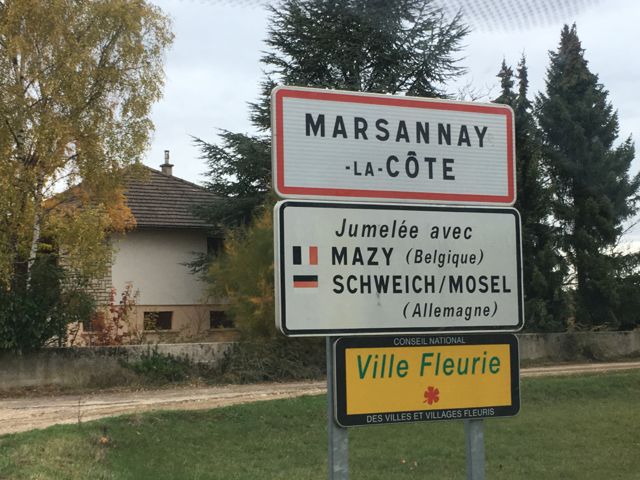 MARSANNAY
-LA-CÔTE
Jumelée avec
MAZY (Belgique)
SCHWEICH/MOSEL
(Allemagne)
CONSEIL NATIONAL
Ville Fleurie
DES VILLES ET VILLAGES FLEURIS